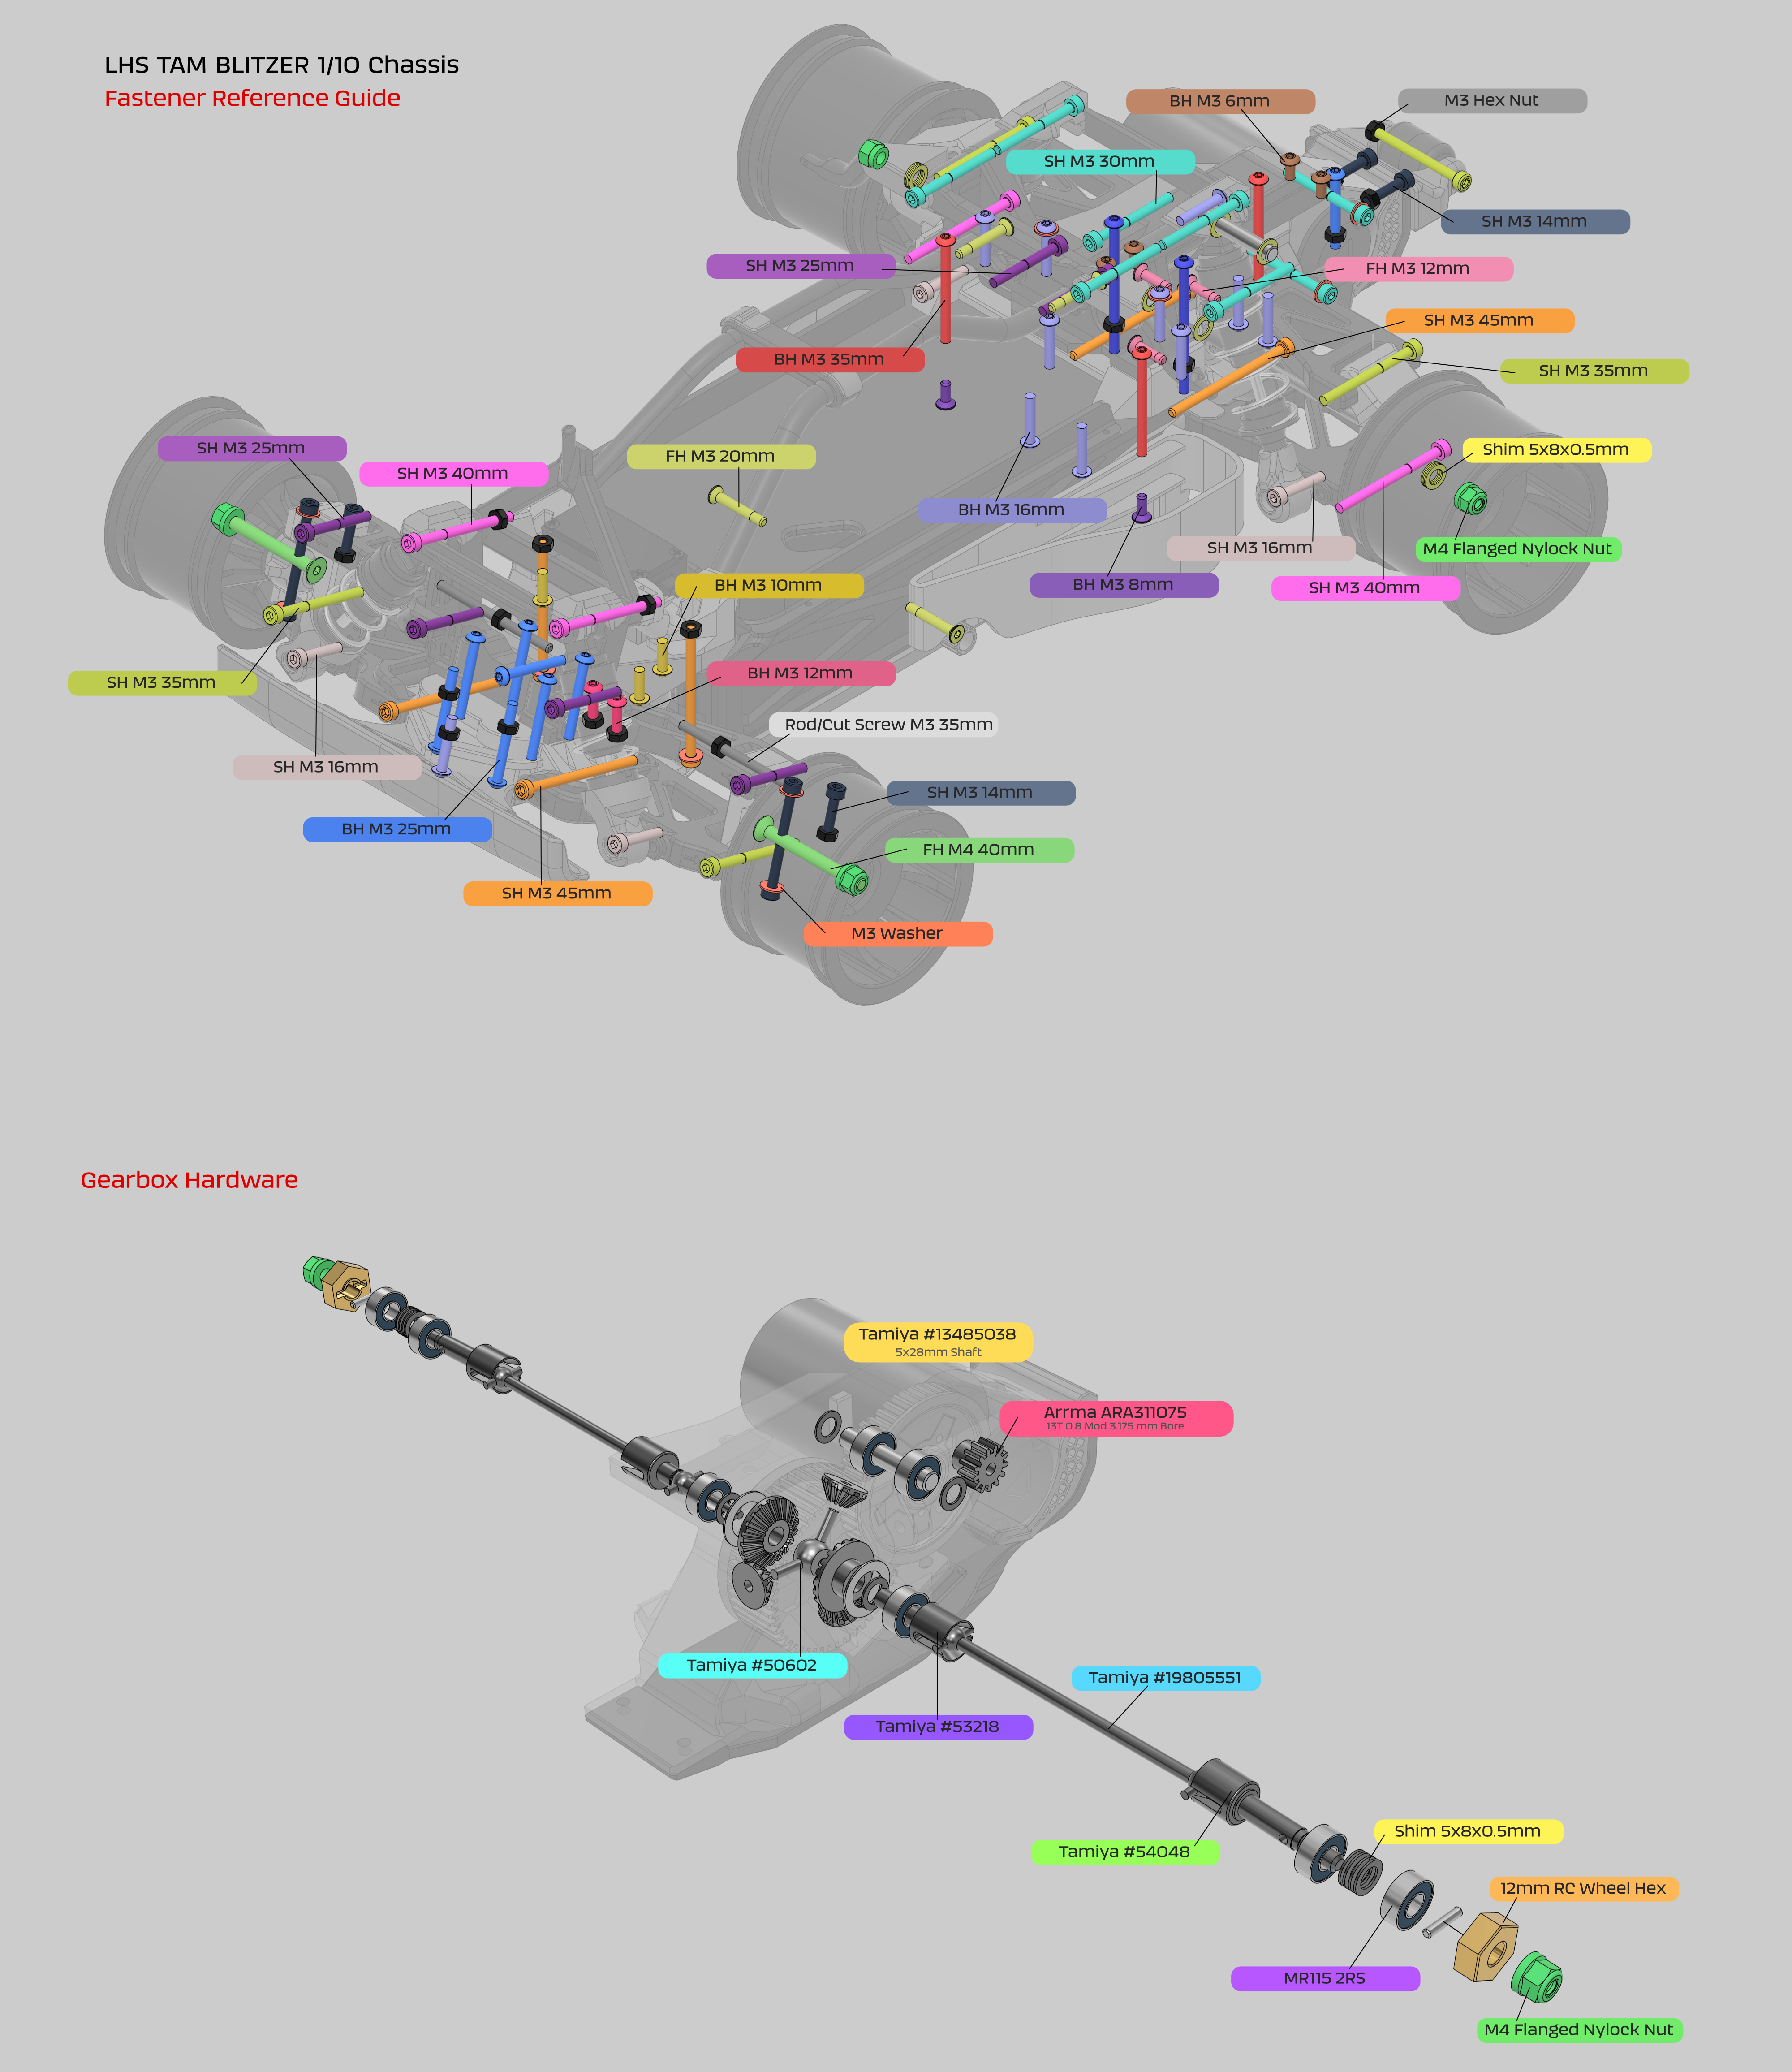 LHS TAM BLITZER 1/10 Chassis
Fastener Reference Guide
BH M3 6mm
M3 Hex Nut
SH M3 30mm
SH M3 14mm
SH M3 25mm
FH M3 12mm
SH M3 45mm
BH M3 35mm
SH M3 35mm
SH M3 25mm
SH M3 40mm
FH M3 20mm
Shim 5x8x0.5mm
BH M3 16mm
SH M3 16mm
M4 Flanged Nylock Nut
BH M3 10mm
BH M3 8mm
SH M3 40mm
SH M3 35mm
BH M3 12mm
Rod/Cut Screw M3 35mm
SH M3 16mm
SH M3 14mm
BH M3 25mm
FH M4 40mm
SH M3 45mm
M3 Washer
Gearbox Hardware
Tamiya #13485038
5x28mm Shaft
Arrma ARA311075
13T 0.8 Mod 3.175 mm Bore
Tamiya #50602
Tamiya #19805551
Tamiya #53218
Shim 5x8x0.5mm
Tamiya #54048
12mm RC Wheel Hex
MR115 2RS
M4 Flanged Nylock Nut